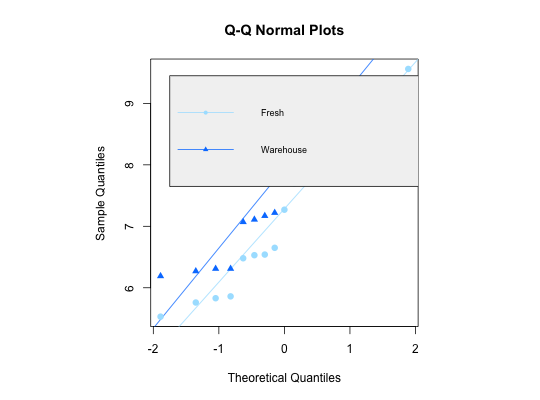 Q-Q Normal Plots
Sample Quantiles
9
8
7
6
Fresh
Warehouse
-2 -1 0 1 2
Theoretical Quantiles